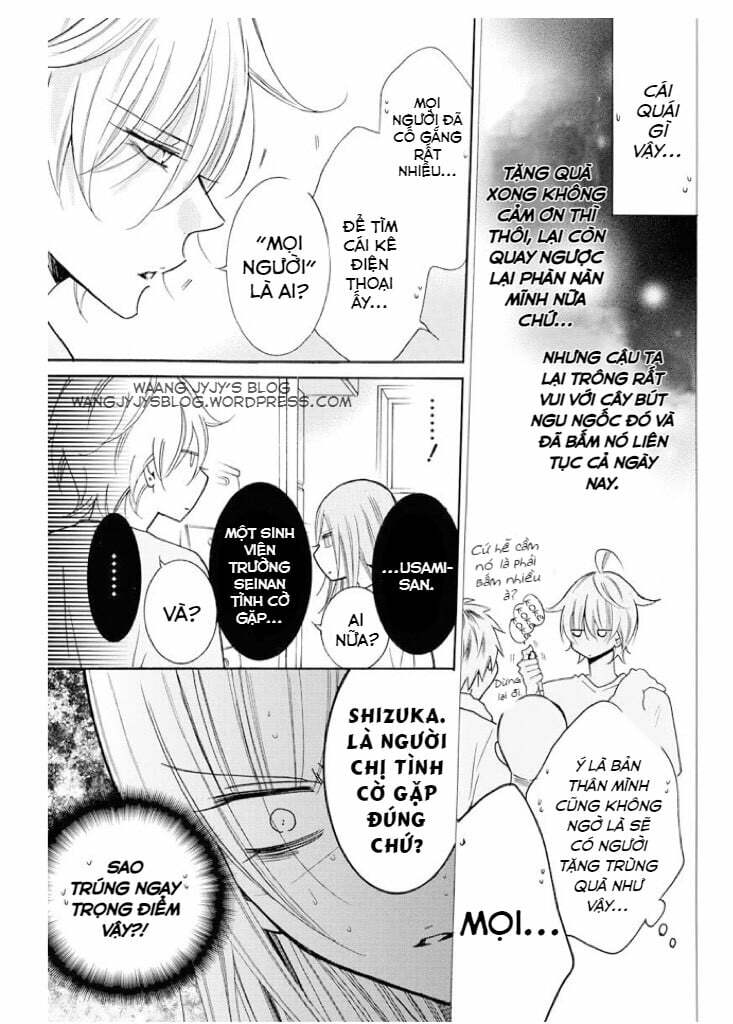 CÁI
QUÁI
GÌ
VẬY...
TẶNG QUÀ
XONG KHÔNG
CẢM ƠN THÌ
THÔI, LẠI CÒN
QUAY NGƯỢC
LẠI PHÀN NÀN
MÌNH NỮA
CHỨ...
NHƯNG CẬU TA
LẠI TRÔNG RẤT
VUI VỚI CÂY BÚT
NGU NGỐC ĐÓ VÀ
ĐÃ BẤM NÓ LIÊN
TỤC CẢ NGÀY
NAY.
Cứ hễ cầm
nó là phải
bấm nhiều
à?
KOKE
KOKE
KOKE
Dừng
lại đi.
Ý LÀ BẢN
THÂN MÌNH
CŨNG KHÔNG
NGỜ LÀ SẼ
CÓ NGƯỜI
TẶNG TRÙNG
QUÀ NHƯ
VẬY...
MỌI...
MỌI
NGƯỜI ĐÃ
CỐ GẮNG
RẤT
NHIỀU...
ĐỂ TÌM
CÁI KÊ
ĐIỆN
THOẠI
ẤY...
“MỌI
NGƯỜI“
LÀ AI?
WAANG JYJY'S BLOG
WANGJYJYSBLOG.WORDPRESS.COM
......!
...USAMI-
SAN.
AI
NỮA?
MỘT SINH
VIÊN
TRƯỜNG
SEINAN
TÌNH CỜ
GẶP...
VÀ?
......
SHIZUKA.
LÀ NGƯỜI
CHỊ TÌNH
CỜ GẶP
ĐÚNG
CHỨ?
SAO
TRÚNG NGAY
TRỌNG ĐIỂM
VẬY?!